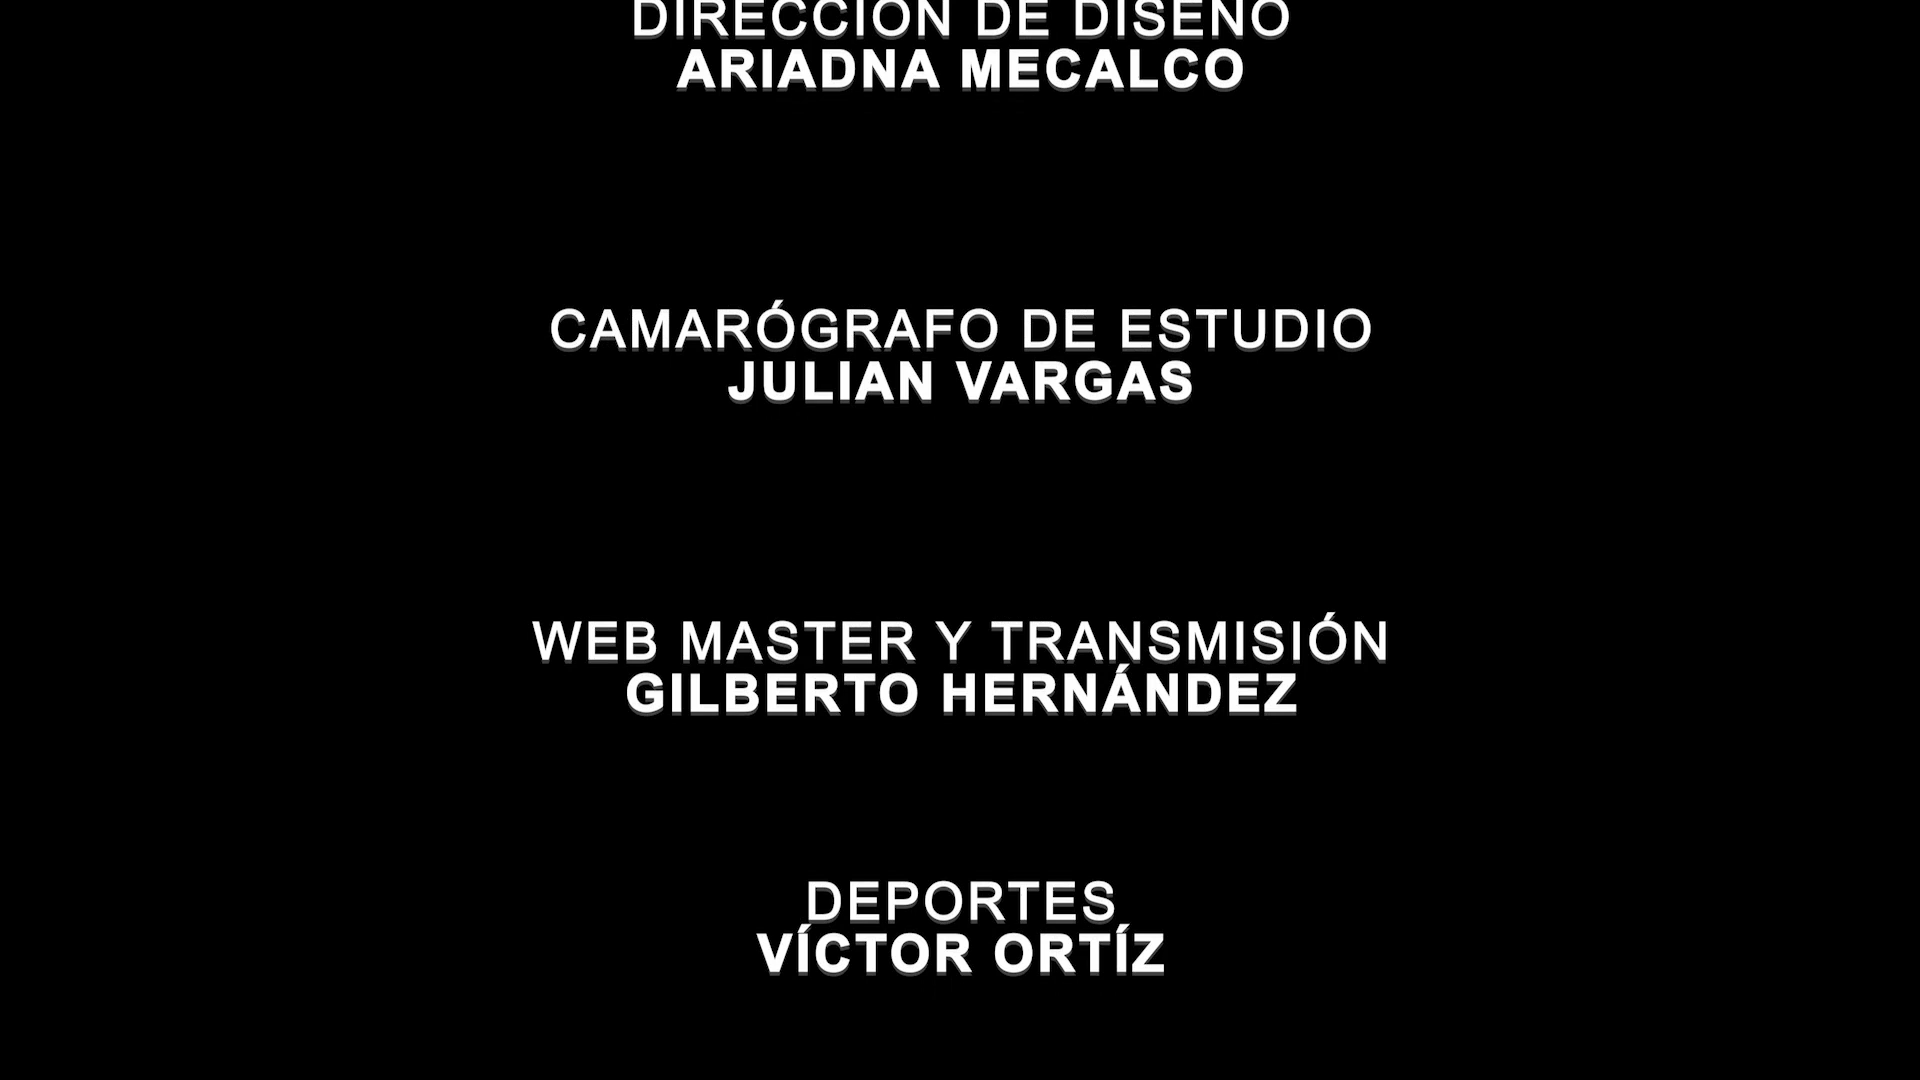 DIRECCIÓN DE DISEÑO
ARIADNA MECALCO
CAMARÓGRAFO DE ESTUDIO
JULIAN VARGAS
WEB MASTER Y TRANSMISIÓN
GILBERTO HERNÁNDEZ
DEPORTES
VÍCTOR ORTÍZ